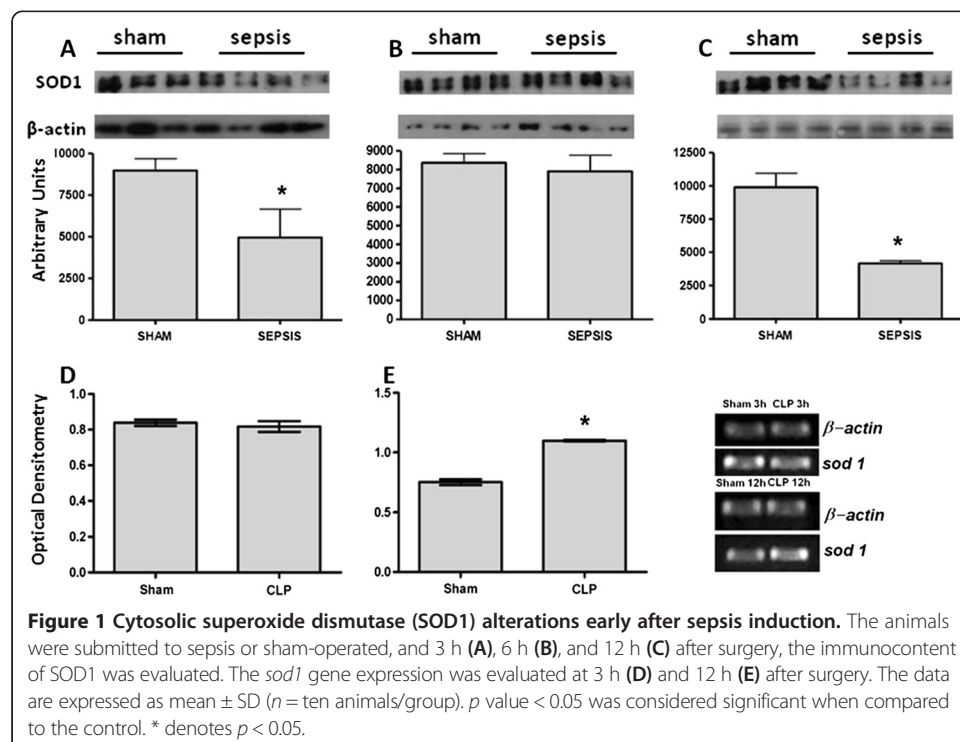 A sham sepsis B sham sepsis C sham sepsis
SOD1
β-actin
Arbitrary Units
10000
7500
5000
2500
0
*
SHAM SEPSIS
9000
8000
7000
6000
5000
4000
3000
2000
1000
0
SHAM SEPSIS
12500
10000
7500
5000
2500
0
*
SHAM SEPSIS
D
Optical Densitometry
1.0
0.8
0.6
0.4
0.2
0.0
Sham CLP
E
1.5
1.0
0.5
0.0
*
Sham CLP
Sham 3h CLP 3h
β-actin
sod 1
Sham 12h CLP 12h
β-actin
sod 1
Figure 1 Cytosolic superoxide dismutase (SOD1) alterations early after sepsis induction. The animals
were submitted to sepsis or sham-operated, and 3 h (A), 6 h (B), and 12 h (C) after surgery, the immunocontent
of SOD1 was evaluated. The sod1 gene expression was evaluated at 3 h (D) and 12 h (E) after surgery. The data
are expressed as mean ± SD (n = ten animals/group). p value < 0.05 was considered significant when compared
to the control. * denotes p < 0.05.